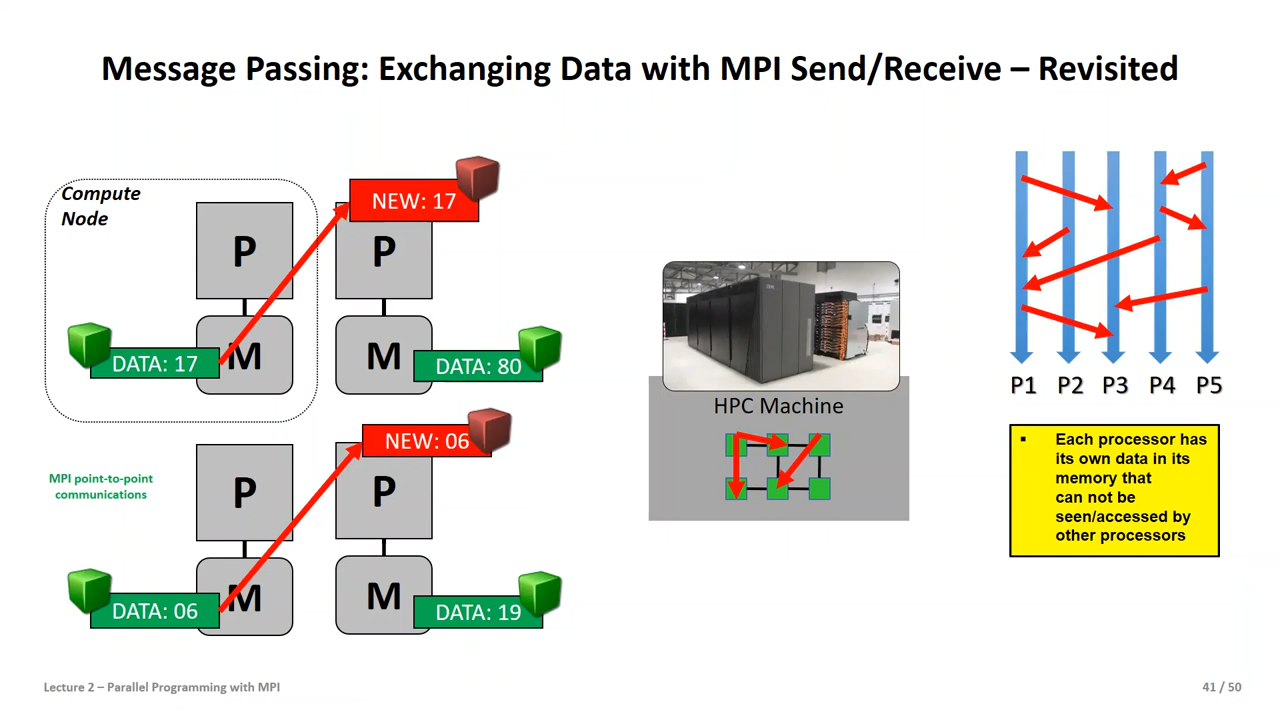 Message Passing: Exchanging Data with MPI Send/Receive – Revisited
Compute
Node
P
M
DATA: 17
NEW: 17
P
M
DATA: 80
MPI point-to-point
communications
P
M
DATA: 06
NEW: 06
P
M
DATA: 19
HPC Machine
P1 P2 P3 P4 P5
▪ Each processor has
its own data in its
memory that
can not be
seen/accessed by
other processors
Lecture 2 – Parallel Programming with MPI
41 / 50